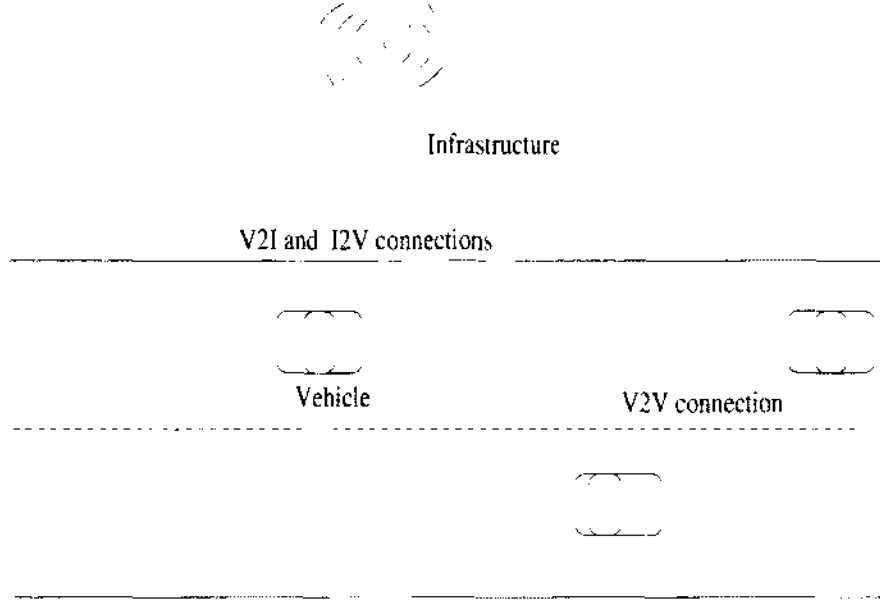 Infrastructure
V2I and I2V connections
Vehicle
V2V connection